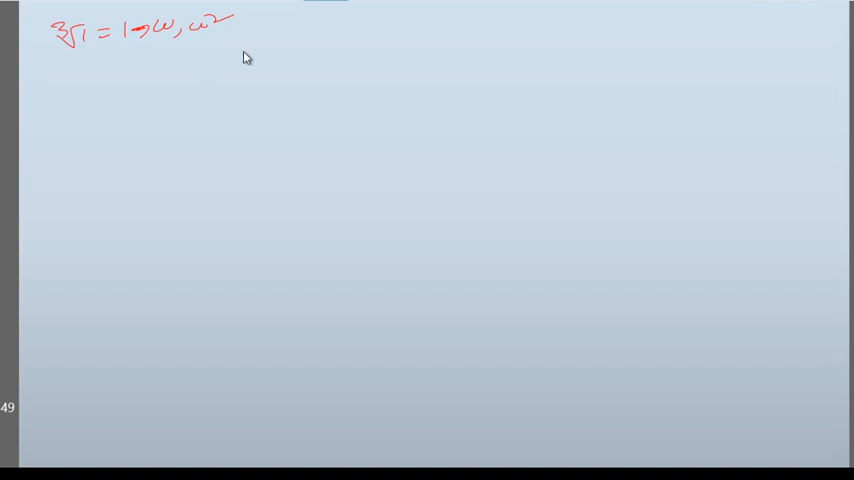 ∛1 = 1, ω, ω²
49